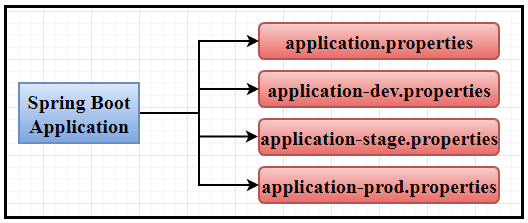 Spring Boot
Application
application.properties
application-dev.properties
application-stage.properties
application-prod.properties